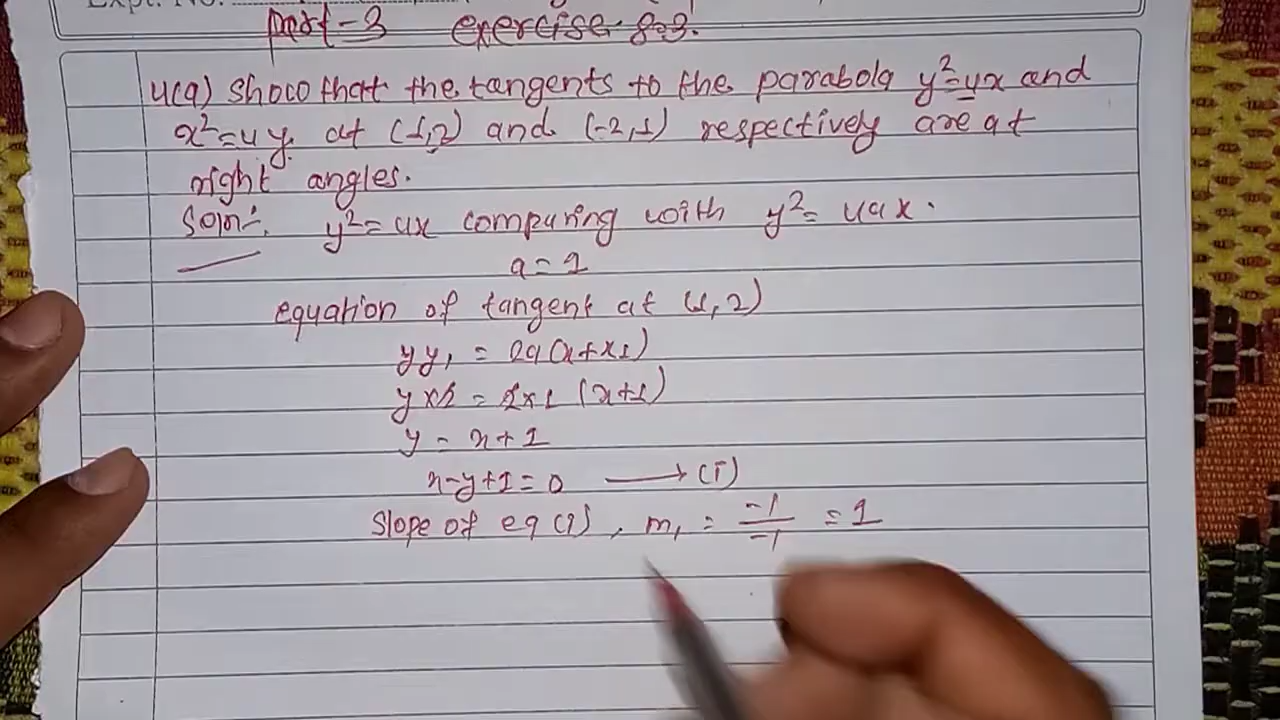 Expt. No.
part-3 exercise 8.3.
4(a) Show that the tangents to the parabola y²=4x and
x²=4y. at (1,2) and (-2,1) respectively are at
right angles.
Soln:- y²=4x comparing with y²=4ax.
a=1
equation of tangent at (1,2)
yy₁ = 2a(x+x₁)
y×2 = 2×1 (x+1)
y = x+1
x-y+1=0 ⟶(i)
Slope of eq (i), m₁ = -1/-1 = 1